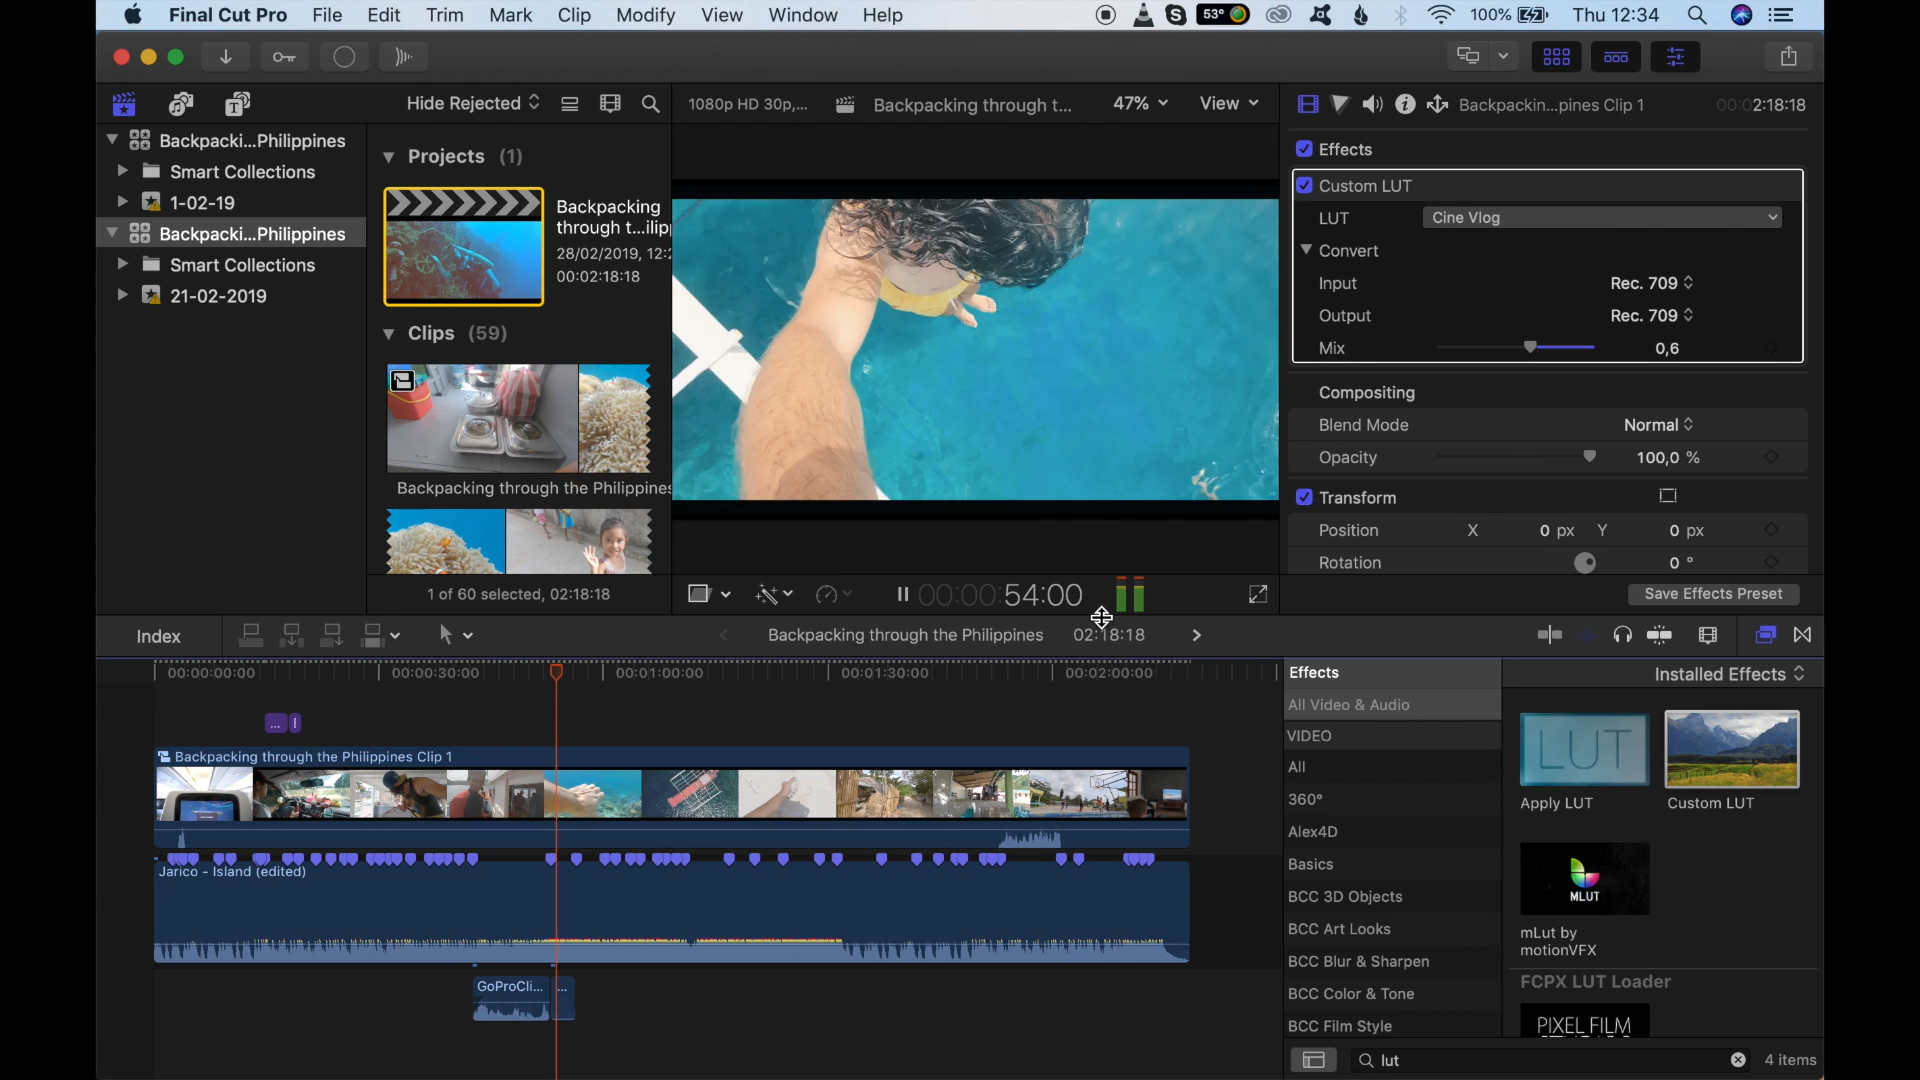 Final Cut Pro File Edit Trim Mark Clip Modify View Window Help 53° 100% Thu 12:34
Hide Rejected 1080p HD 30p,... Backpacking through t... 47% View Backpackin...pines Clip 1 00:02:18:18
Backpacki...Philippines
Smart Collections
1-02-19
Backpacki...Philippines
Smart Collections
21-02-2019
Projects (1)
Backpacking
through t...ilipp
28/02/2019, 12:2
00:02:18:18
Clips (59)
Backpacking through the Philippines
1 of 60 selected, 02:18:18
00:00:00:54:00
Effects
Custom LUT
LUT Cine Vlog
Convert
Input Rec. 709
Output Rec. 709
Mix 0,6
Compositing
Blend Mode Normal
Opacity 100,0 %
Transform
Position X 0 px Y 0 px
Rotation 0 °
Save Effects Preset
Index Backpacking through the Philippines 02:18:18
00:00:00:00 00:00:30:00 00:01:00:00 00:01:30:00 00:02:00:00
...
Backpacking through the Philippines Clip 1
Jarico - Island (edited)
GoProCli... ...
Effects
All Video & Audio
VIDEO
All
360°
Alex4D
Basics
BCC 3D Objects
BCC Art Looks
BCC Blur & Sharpen
BCC Color & Tone
BCC Film Style
Installed Effects
LUT
Apply LUT
Custom LUT
MLUT
mLut by
motionVFX
FCPX LUT Loader
PIXEL FILM
lut 4 items